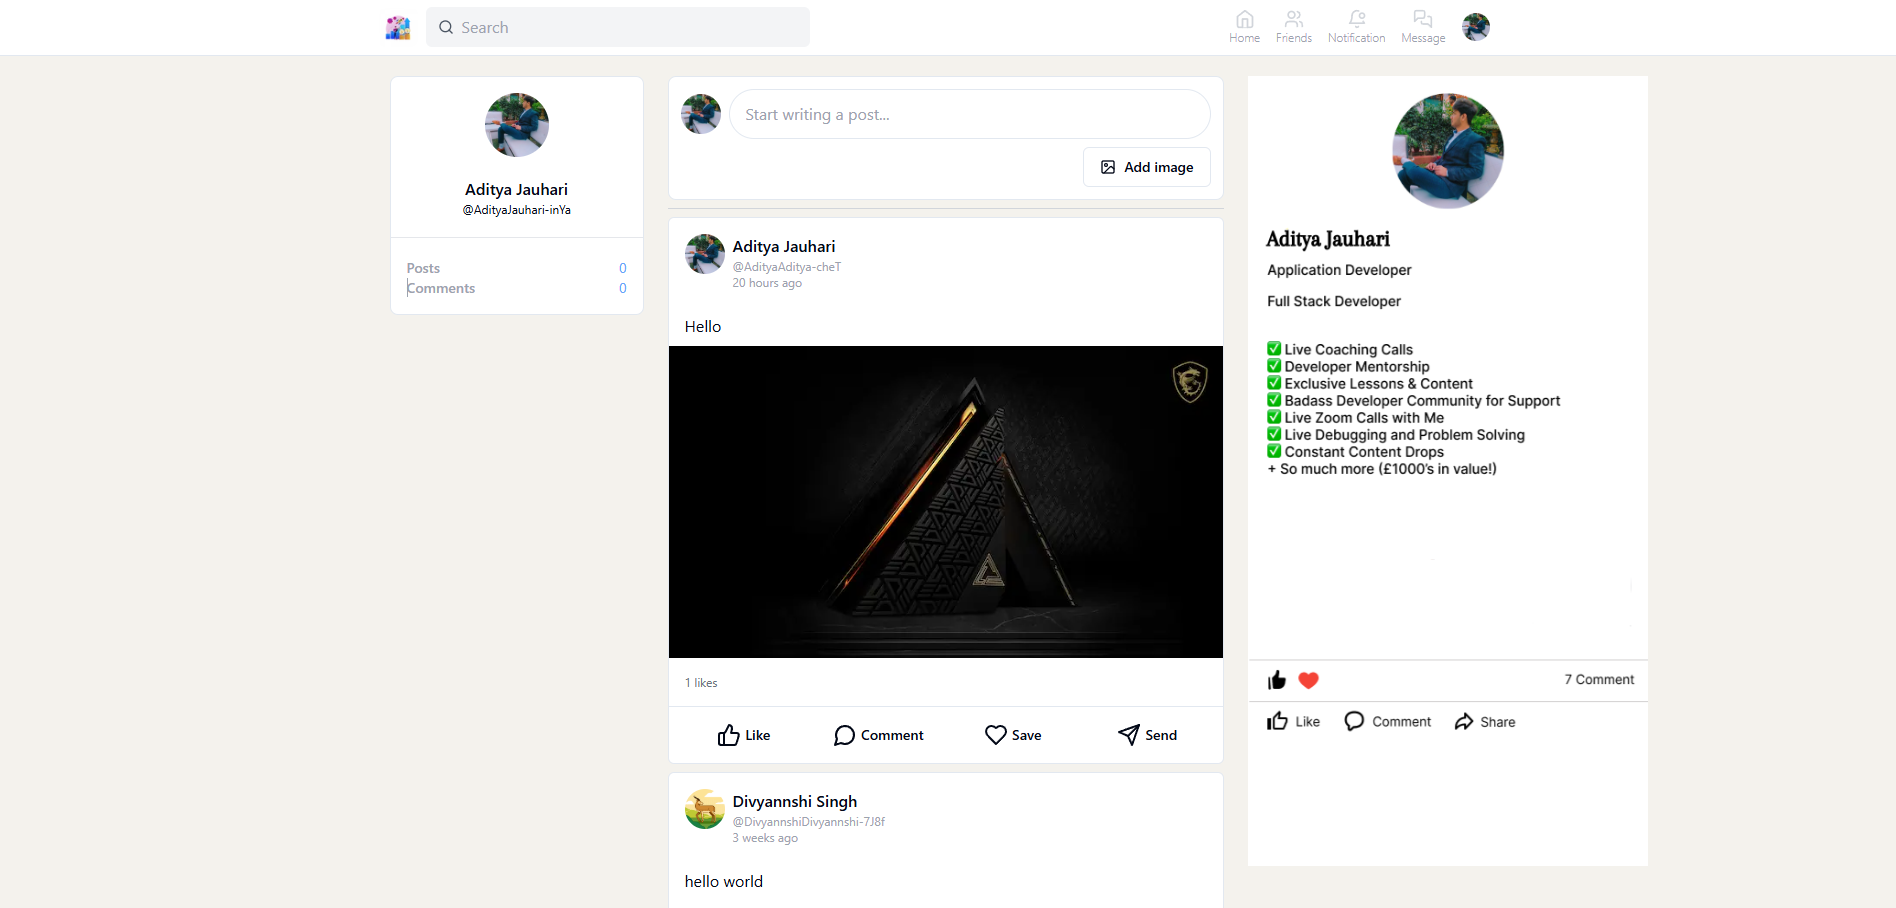 Search
Home
Friends
Notification
Message
Aditya Jauhari
@AdityaJauhari-inYa
Posts 0
Comments 0
Start writing a post...
Add image
Aditya Jauhari
@AdityaAditya-cheT
20 hours ago
Hello
1 likes
Like
Comment
Save
Send
Divyannshi Singh
@DivyannshiDivyannshi-7J8f
3 weeks ago
hello world
Aditya Jauhari
Application Developer
Full Stack Developer
✅ Live Coaching Calls
✅ Developer Mentorship
✅ Exclusive Lessons & Content
✅ Badass Developer Community for Support
✅ Live Zoom Calls with Me
✅ Live Debugging and Problem Solving
✅ Constant Content Drops
+ So much more (£1000's in value!)
7 Comment
Like
Comment
Share